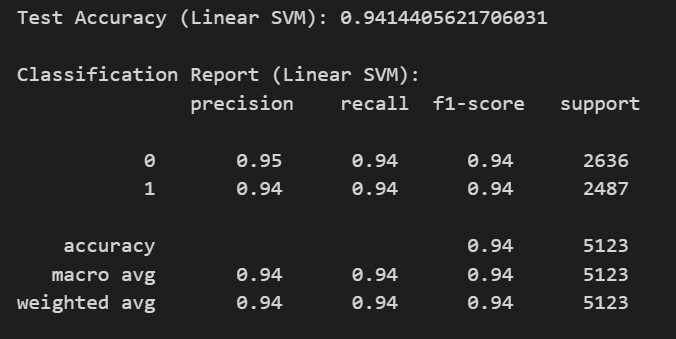 Test Accuracy (Linear SVM): 0.9414405621706031
Classification Report (Linear SVM):
precision recall f1-score support
0 0.95 0.94 0.94 2636
1 0.94 0.94 0.94 2487
accuracy 0.94 5123
macro avg 0.94 0.94 0.94 5123
weighted avg 0.94 0.94 0.94 5123